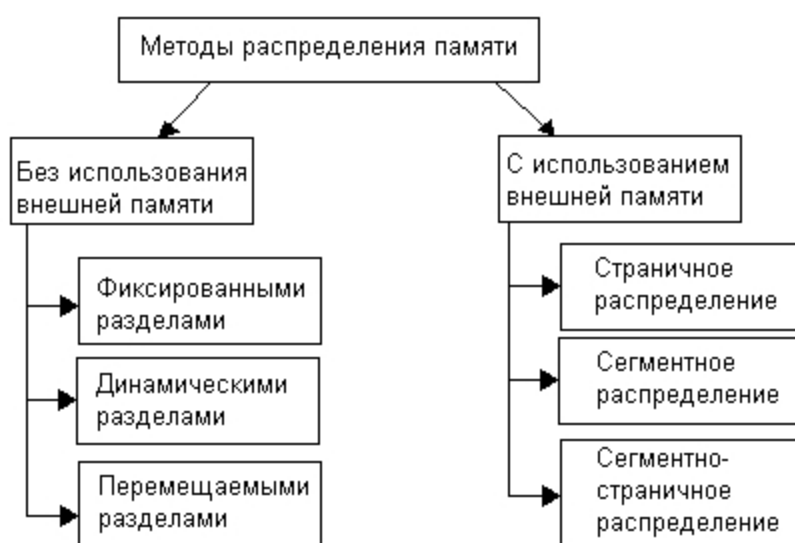 Методы распределения памяти
Без использования
внешней памяти
Фиксированными
разделами
Динамическими
разделами
Перемещаемыми
разделами
С использованием
внешней памяти
Страничное
распределение
Сегментное
распределение
Сегментно-
страничное
распределение